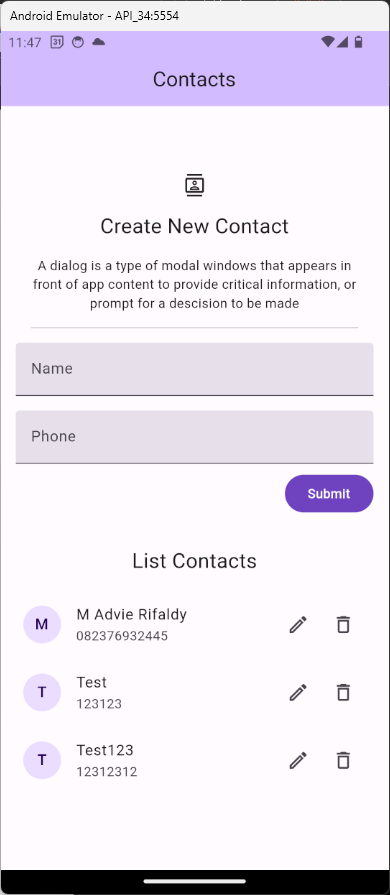 Android Emulator - API_34:5554
11:47
31
Contacts
Create New Contact
A dialog is a type of modal windows that appears in
front of app content to provide critical information, or
prompt for a descision to be made
Name
Phone
Submit
List Contacts
M
M Advie Rifaldy
082376932445
T
Test
123123
T
Test123
12312312